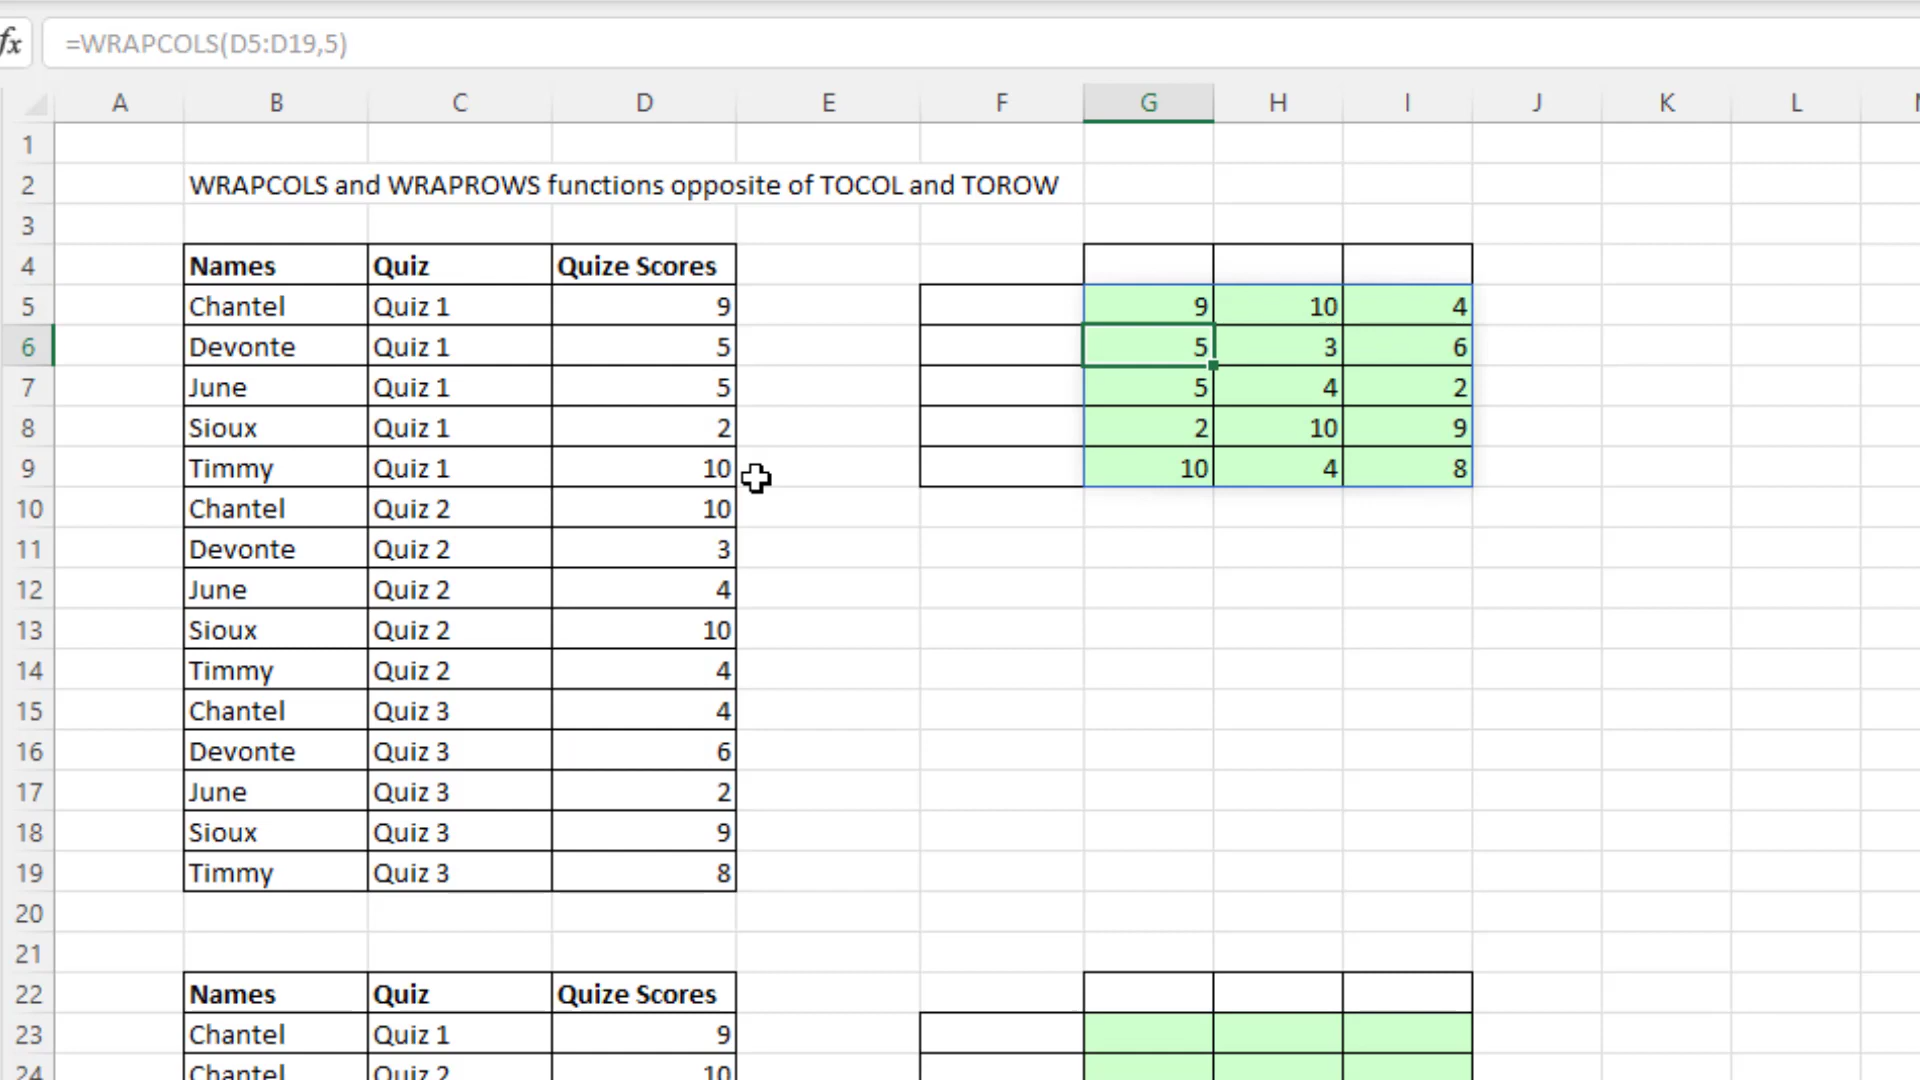 fx =WRAPCOLS(D5:D19,5)
A B C D E F G H I J K L
1
2 WRAPCOLS and WRAPROWS functions opposite of TOCOL and TOROW
3
4 Names Quiz Quize Scores
5 Chantel Quiz 1 9 9 10 4
6 Devonte Quiz 1 5 5 3 6
7 June Quiz 1 5 5 4 2
8 Sioux Quiz 1 2 2 10 9
9 Timmy Quiz 1 10 10 4 8
10 Chantel Quiz 2 10
11 Devonte Quiz 2 3
12 June Quiz 2 4
13 Sioux Quiz 2 10
14 Timmy Quiz 2 4
15 Chantel Quiz 3 4
16 Devonte Quiz 3 6
17 June Quiz 3 2
18 Sioux Quiz 3 9
19 Timmy Quiz 3 8
20
21
22 Names Quiz Quize Scores
23 Chantel Quiz 1 9
24 Chantel Quiz 2 10